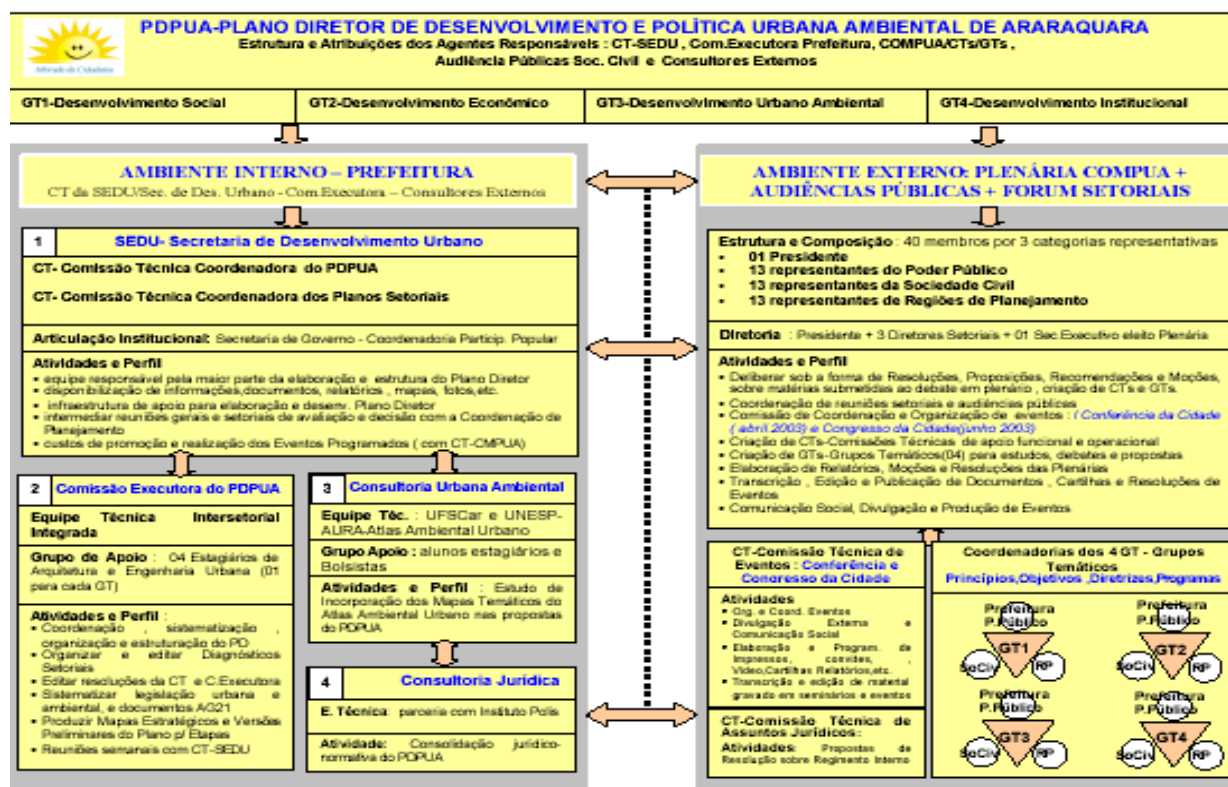 PDPUA-PLANO DIRETOR DE DESENVOLVIMENTO E POLÍTICA URBANA AMBIENTAL DE ARARAQUARA
Estrutura e Atribuições dos Agentes Responsáveis : CT-SEDU , Com.Executora Prefeitura, COMPUA/CTs/GTs ,
Audiência Públicas Soc. Civil e Consultores Externos
GT1-Desenvolvimento Social
GT2-Desenvolvimento Econômico
GT3-Desenvolvimento Urbano Ambiental
GT4-Desenvolvimento Institucional
AMBIENTE INTERNO – PREFEITURA
CT da SEDU/Sec. de Des. Urbano - Com.Executora – Consultores Externos
1 SEDU- Secretaria de Desenvolvimento Urbano
CT- Comissão Técnica Coordenadora do PDPUA
CT- Comissão Técnica Coordenadora dos Planos Setoriais
Articulação Institucional: Secretaria de Governo - Coordenadoria Particip. Popular
Atividades e Perfil
• equipe responsável pela maior parte da elaboração e estrutura do Plano Diretor
• disponibilização de informações,documentos, relatórios , mapas, fotos,etc.
• infraestrutura de apoio para elaboração e desenv. Plano Diretor
• intermediar reuniões gerais e setoriais de avaliação e decisão com a Coordenação de
Planejamento
• custos de promoção e realização dos Eventos Programados ( com CT-CMPUA)
2 Comissão Executora do PDPUA
Equipe Técnica Intersetorial
Integrada
Grupo de Apoio : 04 Estagiários de
Arquitetura e Engenharia Urbana (01
para cada GT)
Atividades e Perfil :
• Coordenação , sistematização ,
organização e estruturação do PD
• Organizar e editar Diagnósticos
Setoriais
• Editar resoluções da CT e C.Executora
• Sistematizar legislação urbana e
ambiental, e documentos AG21
• Produzir Mapas Estratégicos e Versões
Preliminares do Plano p/ Etapas
• Reuniões semanais com CT-SEDU
3 Consultoria Urbana Ambiental
Equipe Téc. : UFSCar e UNESP-
AURA-Atlas Ambiental Urbano
Grupo Apoio : alunos estagiários e
Bolsistas
Atividades e Perfil : Estudo de
Incorporação dos Mapas Temáticos do
Atlas Ambiental Urbano nas propostas
do PDPUA
4 Consultoria Jurídica
E. Técnica: parceria com Instituto Polis
Atividade: Consolidação jurídico-
normativa do PDPUA
AMBIENTE EXTERNO: PLENÁRIA COMPUA +
AUDIÊNCIAS PÚBLICAS + FORUM SETORIAIS
Estrutura e Composição : 40 membros por 3 categorias representativas
• 01 Presidente
• 13 representantes do Poder Público
• 13 representantes da Sociedade Civil
• 13 representantes de Regiões de Planejamento
Diretoria : Presidente + 3 Diretores Setoriais + 01 Sec.Executivo eleito Plenária
Atividades e Perfil
• Deliberar sob a forma de Resoluções, Proposições, Recomendações e Moções,
sobre matérias submetidas ao debate em plenário , criação de CTs e GTs.
• Coordenação de reuniões setoriais e audiências públicas
• Comissão de Coordenação e Organização de eventos : I Conferência da Cidade
( abril 2003) e Congresso da Cidade(junho 2003)
• Criação de CTs-Comissões Técnicas de apoio funcional e operacional
• Criação de GTs-Grupos Temáticos(04) para estudos, debates e propostas
• Elaboração de Relatórios, Moções e Resoluções das Plenárias
• Transcrição , Edição e Publicação de Documentos , Cartilhas e Resoluções de
Eventos
• Comunicação Social, Divulgação e Produção de Eventos
CT-Comissão Técnica de
Eventos : Conferência e
Congresso da Cidade
Atividades
• Org. e Coord. Eventos
• Divulgação Externa e
Comunicação Social
• Elaboração e Program. de
Impressos, convites, ,
Vídeo,Cartilhas Relatórios,etc.
• Transcrição e edição de material
gravado em seminários e eventos
CT-Comissão Técnica de
Assuntos Jurídicos:
Atividades: Propostas de
Resolução sobre Regimento Interno
Coordenadorias dos 4 GT - Grupos
Temáticos
Princípios,Objetivos ,Diretrizes,Programas
Prefeitura
P.Público
GT1
SoCiv
RP
Prefeitura
P.Público
GT2
SoCiv
RP
Prefeitura
P.Público
GT3
SoCiv
RP
Prefeitura
P.Público
GT4
SoCiv
RP